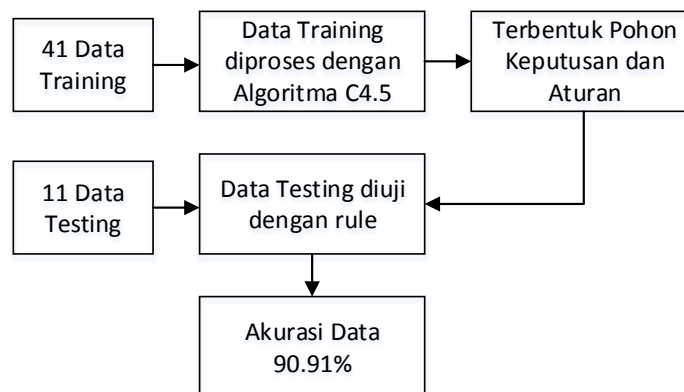 41 Data
Training
Data Training
diproses dengan
Algoritma C4.5
Terbentuk Pohon
Keputusan dan
Aturan
11 Data
Testing
Data Testing diuji
dengan rule
Akurasi Data
90.91%